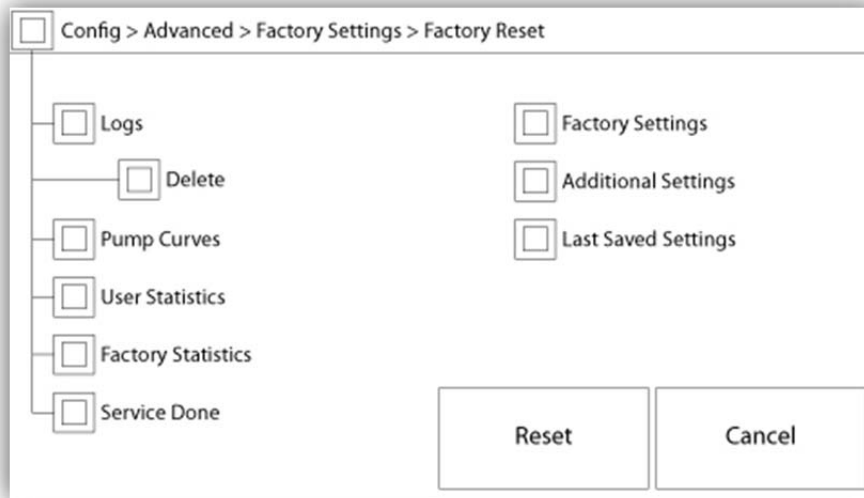 Config > Advanced > Factory Settings > Factory Reset
Logs
Delete
Pump Curves
User Statistics
Factory Statistics
Service Done
Factory Settings
Additional Settings
Last Saved Settings
Reset
Cancel